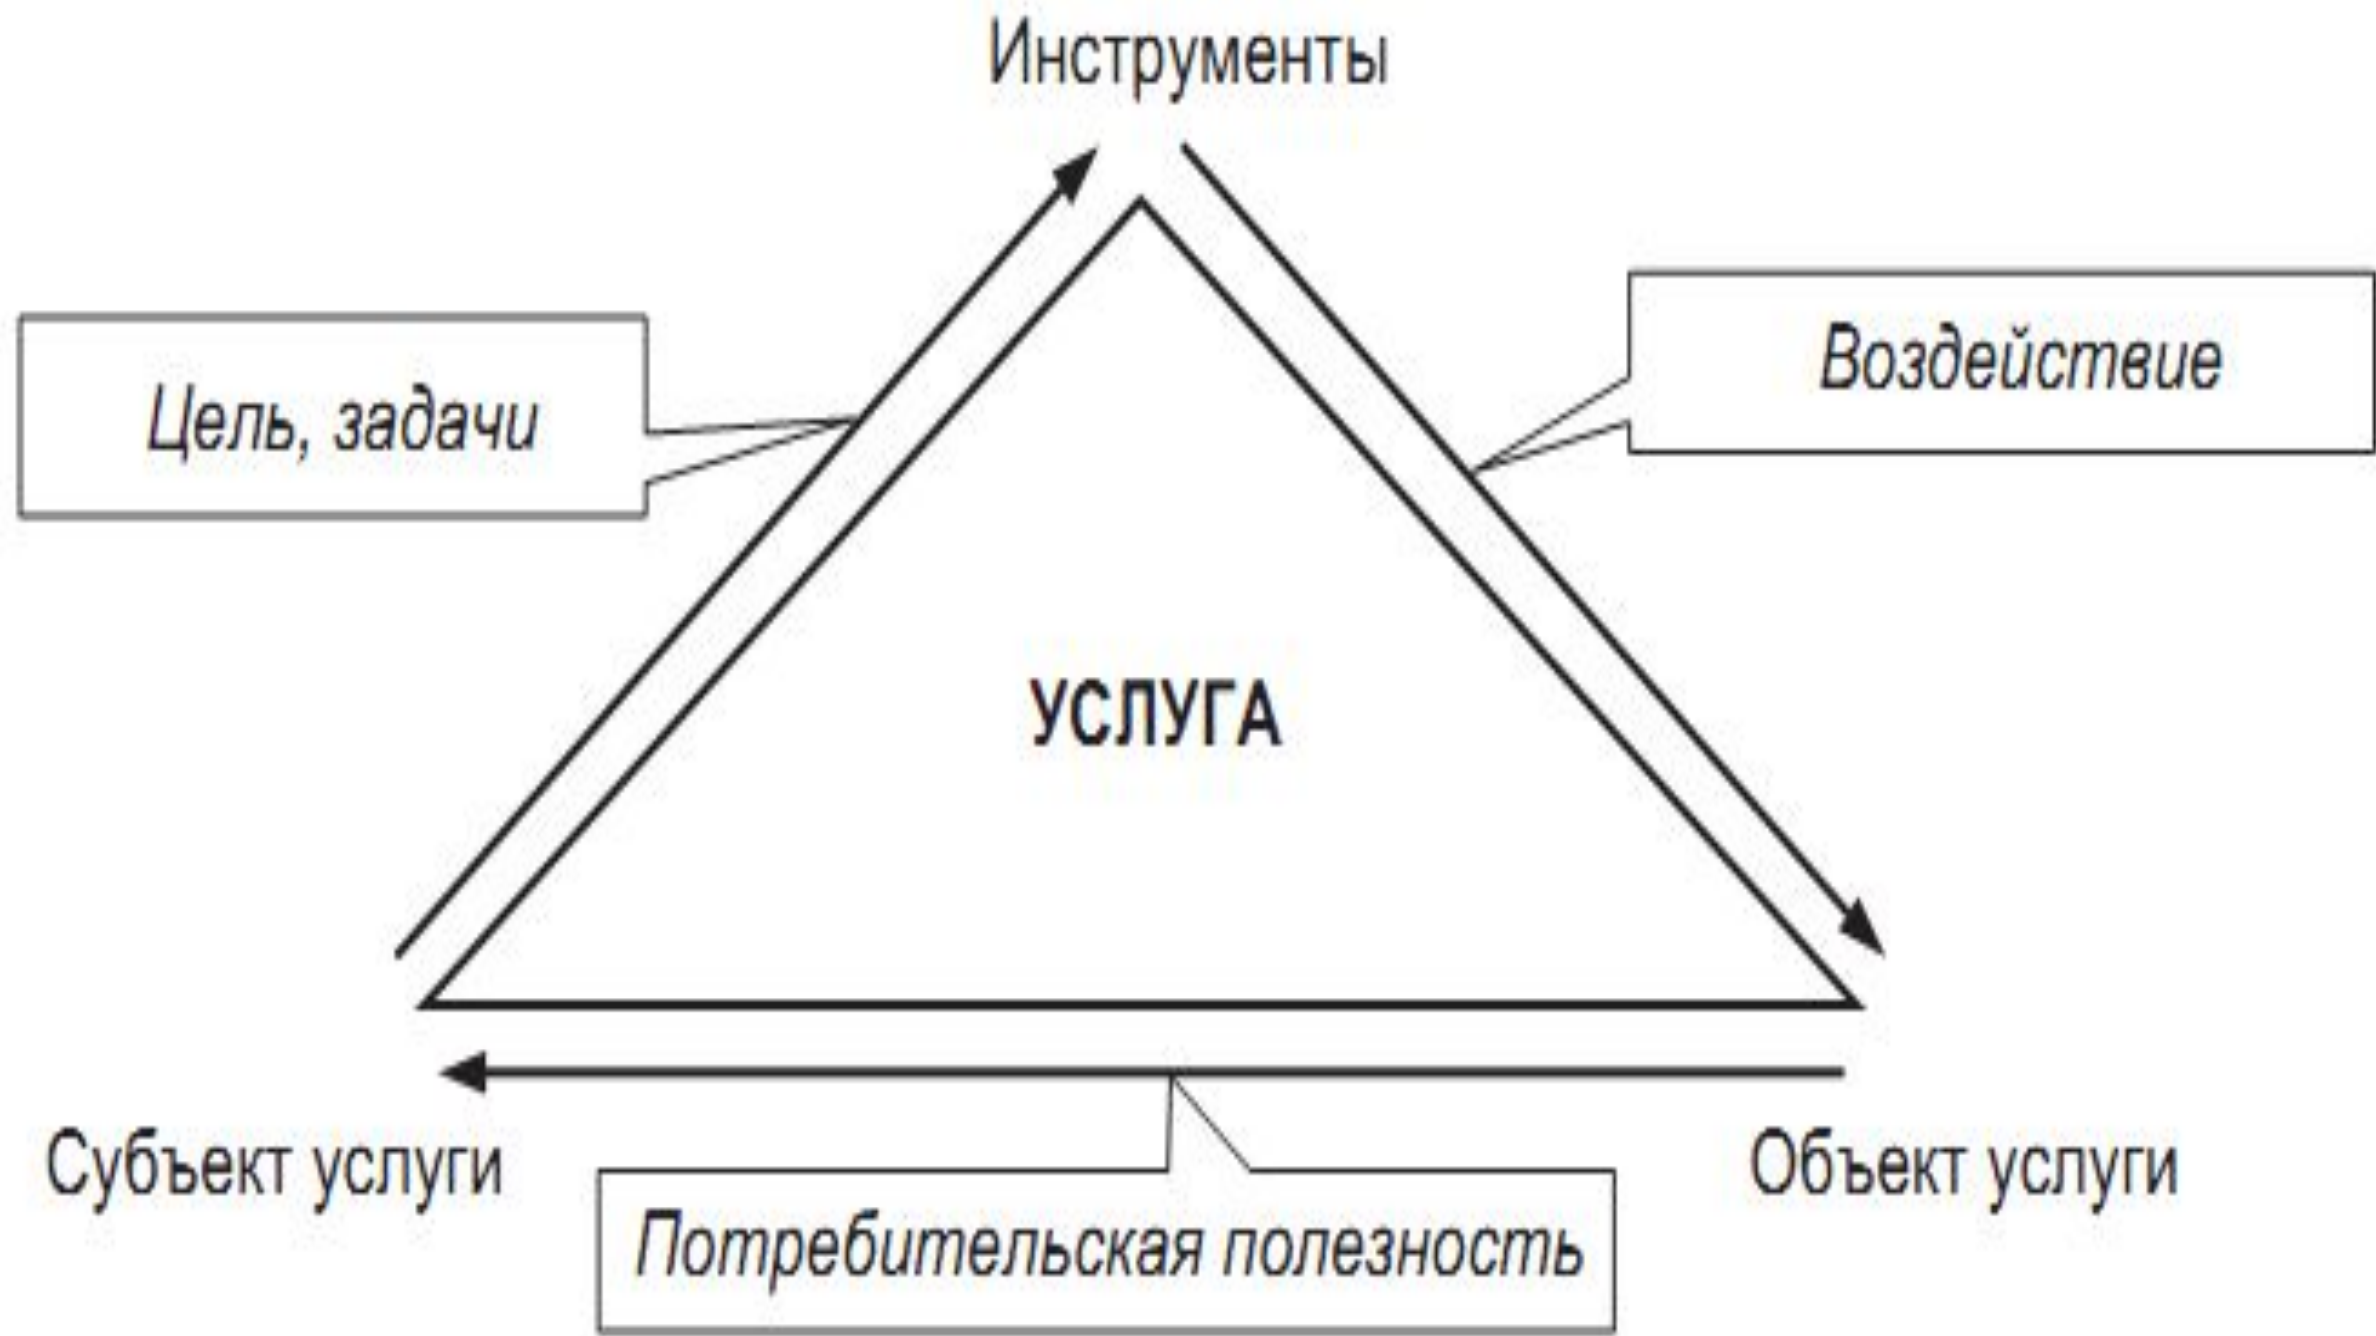 Инструменты
Цель, задачи
Воздействие
УСЛУГА
Субъект услуги
Объект услуги
Потребительская полезность